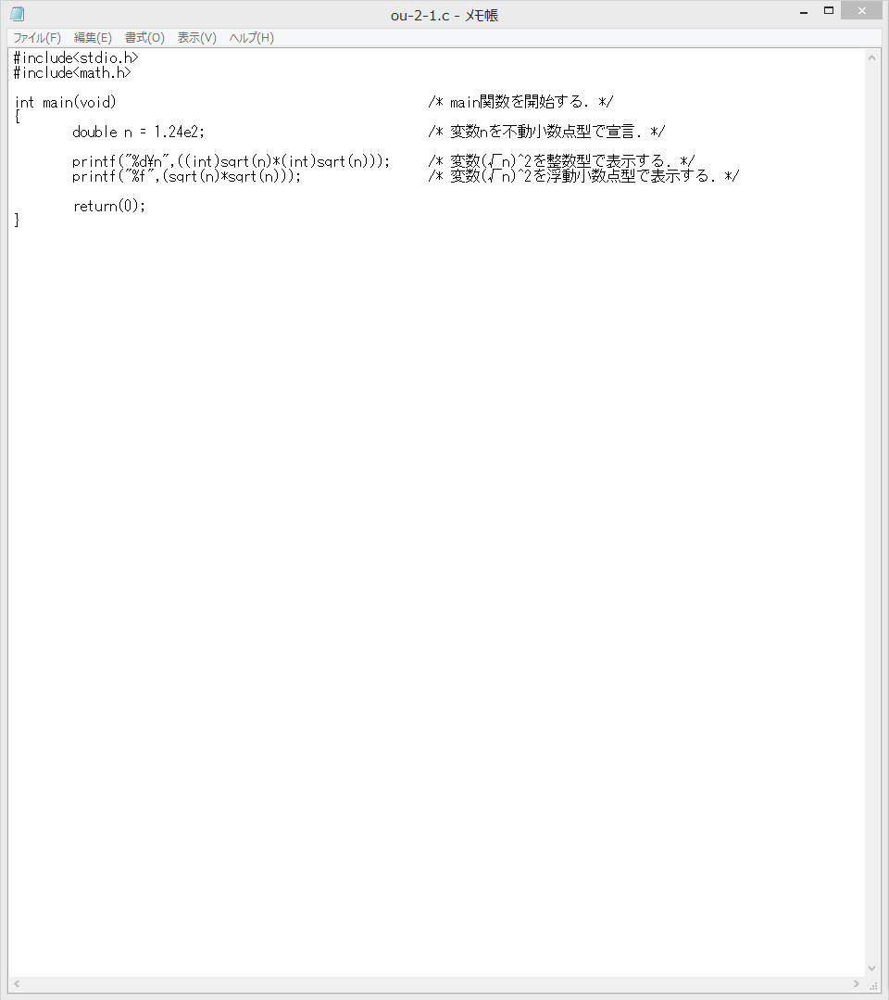 ou-2-1.c - メモ帳
ファイル(F) 編集(E) 書式(O) 表示(V) ヘルプ(H)
#include<stdio.h>
#include<math.h>
int main(void) /* main関数を開始する. */
{
double n = 1.24e2; /* 変数nを不動小数点型で宣言. */
printf("%d¥n",((int)sqrt(n)*(int)sqrt(n))); /* 変数(√n)^2を整数型で表示する. */
printf("%f",(sqrt(n)*sqrt(n))); /* 変数(√n)^2を浮動小数点型で表示する. */
return(0);
}